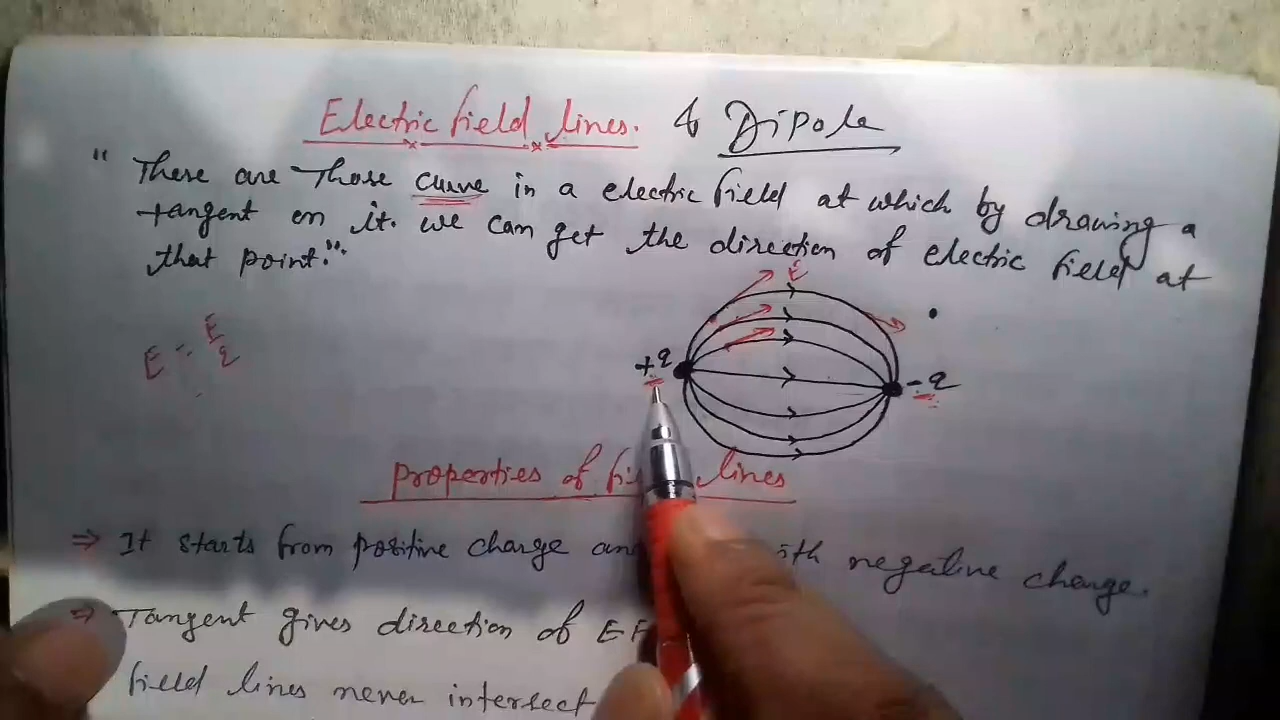 Electric field lines. & Dipole
" There are those curve in a electric field at which by drawing a
tangent on it. we can get the direction of electric field at
that point.".
E
+q
-q
E = F/q
properties of lines
⇒ It starts from positive charge an ith negative charge.
⇒ Tangent gives direction of EF
field lines never intersect